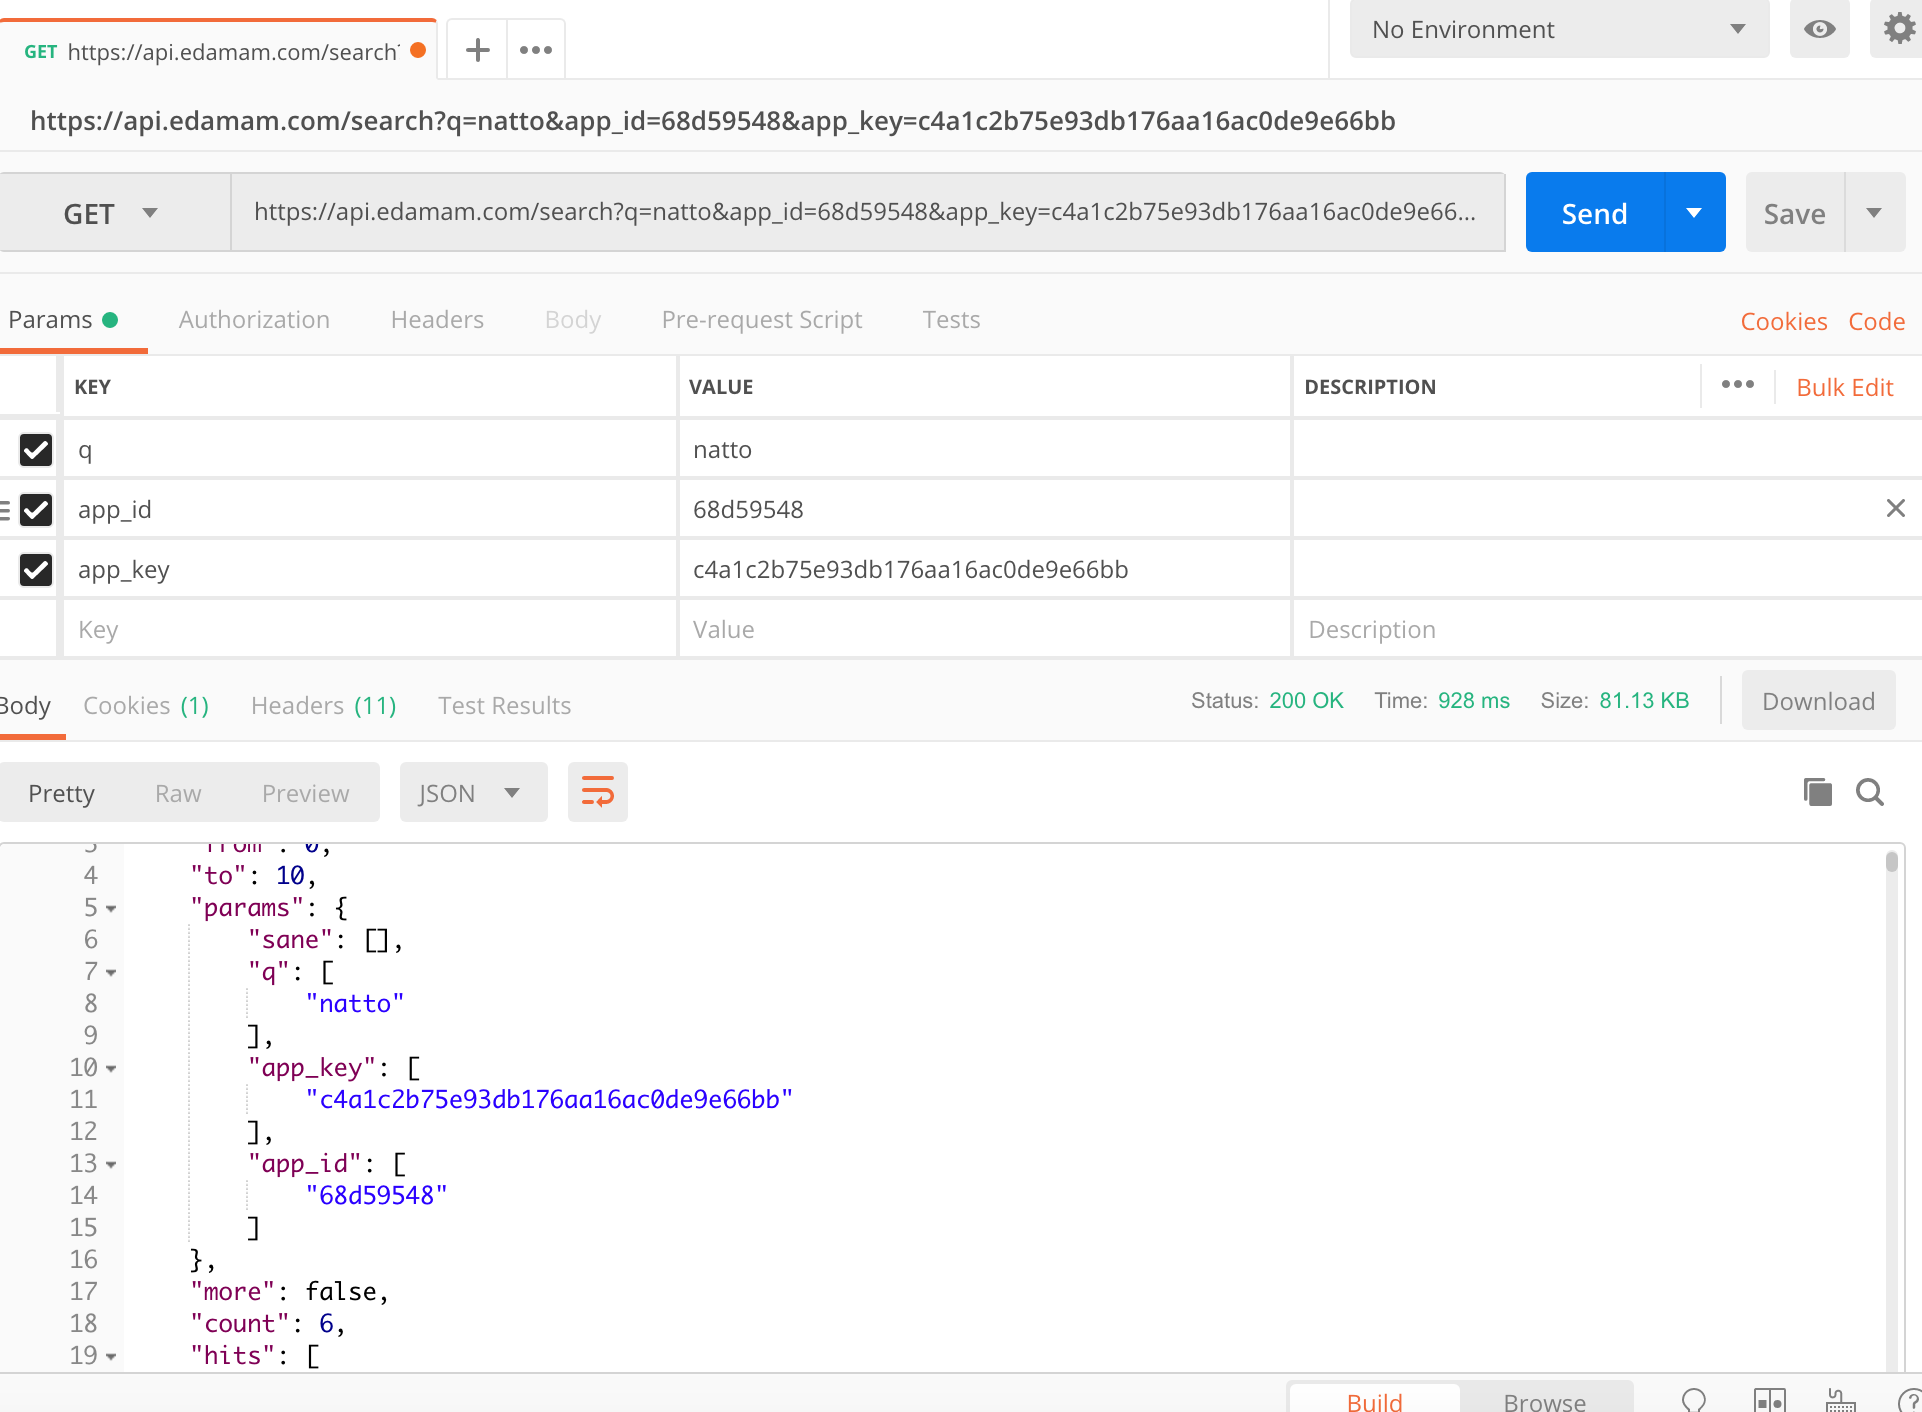 GET https://api.edamam.com/search?
No Environment
https://api.edamam.com/search?q=natto&app_id=68d59548&app_key=c4a1c2b75e93db176aa16ac0de9e66bb
GET https://api.edamam.com/search?q=natto&app_id=68d59548&app_key=c4a1c2b75e93db176aa16ac0de9e66... Send Save
Params Authorization Headers Body Pre-request Script Tests Cookies Code
KEY VALUE DESCRIPTION Bulk Edit
q natto
app_id 68d59548
app_key c4a1c2b75e93db176aa16ac0de9e66bb
Key Value Description
Body Cookies (1) Headers (11) Test Results Status: 200 OK Time: 928 ms Size: 81.13 KB Download
Pretty Raw Preview JSON
3 "from": 0,
4 "to": 10,
5 "params": {
6 "sane": [],
7 "q": [
8 "natto"
9 ],
10 "app_key": [
11 "c4a1c2b75e93db176aa16ac0de9e66bb"
12 ],
13 "app_id": [
14 "68d59548"
15 ]
16 },
17 "more": false,
18 "count": 6,
19 "hits": [
Build Browse